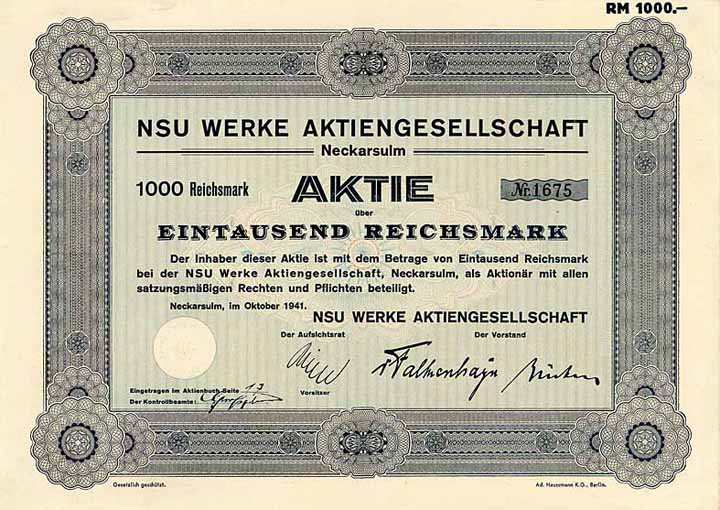 RM 1000.—
NSU WERKE AKTIENGESELLSCHAFT
Neckarsulm
1000 Reichsmark AKTIE Nr. 1675
über
EINTAUSEND REICHSMARK
Der Inhaber dieser Aktie ist mit dem Betrage von Eintausend Reichsmark
bei der NSU Werke Aktiengesellschaft, Neckarsulm, als Aktionär mit allen
satzungsmäßigen Rechten und Pflichten beteiligt.
Neckarsulm, im Oktober 1941.
NSU WERKE AKTIENGESELLSCHAFT
Der Aufsichtsrat Der Vorstand
v Falkenhayn
Vorsitzer
Eingetragen im Aktienbuch Seite 13
Der Kontrollbeamte:
Gesetzlich geschützt. Ad. Haussmann K.G., Berlin.